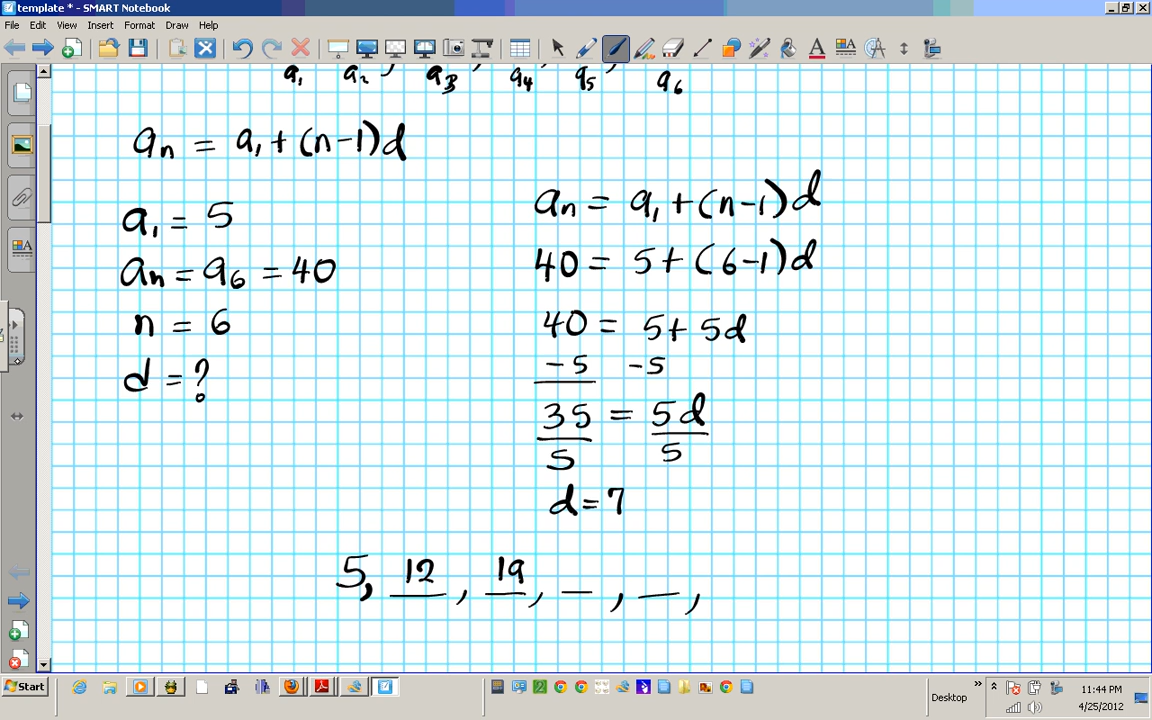 template * - SMART Notebook
File Edit View Insert Format Draw Help
a₁ a₂ , a₃ , a₄ , a₅ , a₆
aₙ = a₁ + (n-1)d
a₁ = 5
aₙ = a₆ = 40
n = 6
d = ?
aₙ = a₁ + (n-1)d
40 = 5 + (6-1)d
40 = 5 + 5d
-5 -5
35 = 5d
5 5
d = 7
5, 12 , 19 , __ , __ ,
Start
Desktop
»
11:44 PM
4/25/2012